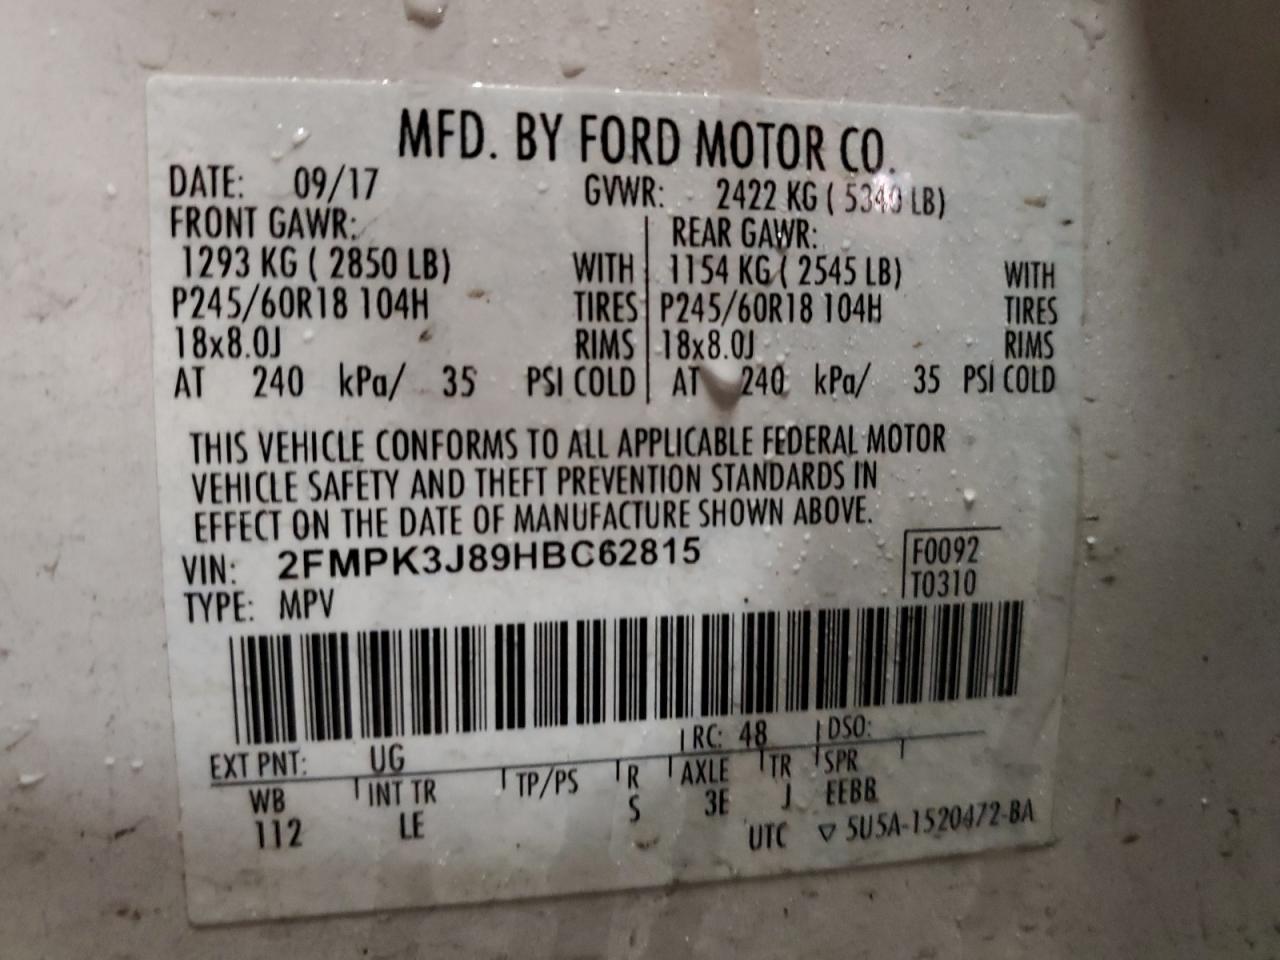 MFD. BY FORD MOTOR CO.
DATE: 09/17 GVWR: 2422 KG ( 5340 LB)
FRONT GAWR: REAR GAWR:
1293 KG ( 2850 LB) WITH 1154 KG ( 2545 LB) WITH
P245/60R18 104H TIRES P245/60R18 104H TIRES
18x8.0J RIMS 18x8.0J RIMS
AT 240 kPa/ 35 PSI COLD AT 240 kPa/ 35 PSI COLD
THIS VEHICLE CONFORMS TO ALL APPLICABLE FEDERAL MOTOR
VEHICLE SAFETY AND THEFT PREVENTION STANDARDS IN
EFFECT ON THE DATE OF MANUFACTURE SHOWN ABOVE.
VIN: 2FMPK3J89HBC62815 F0092
TYPE: MPV T0310
EXT PNT: UG RC: 48 DSO:
WB INT TR TP/PS R AXLE TR SPR
112 LE S 3E J EEBB
UTC ▽ 5U5A-1520472-BA